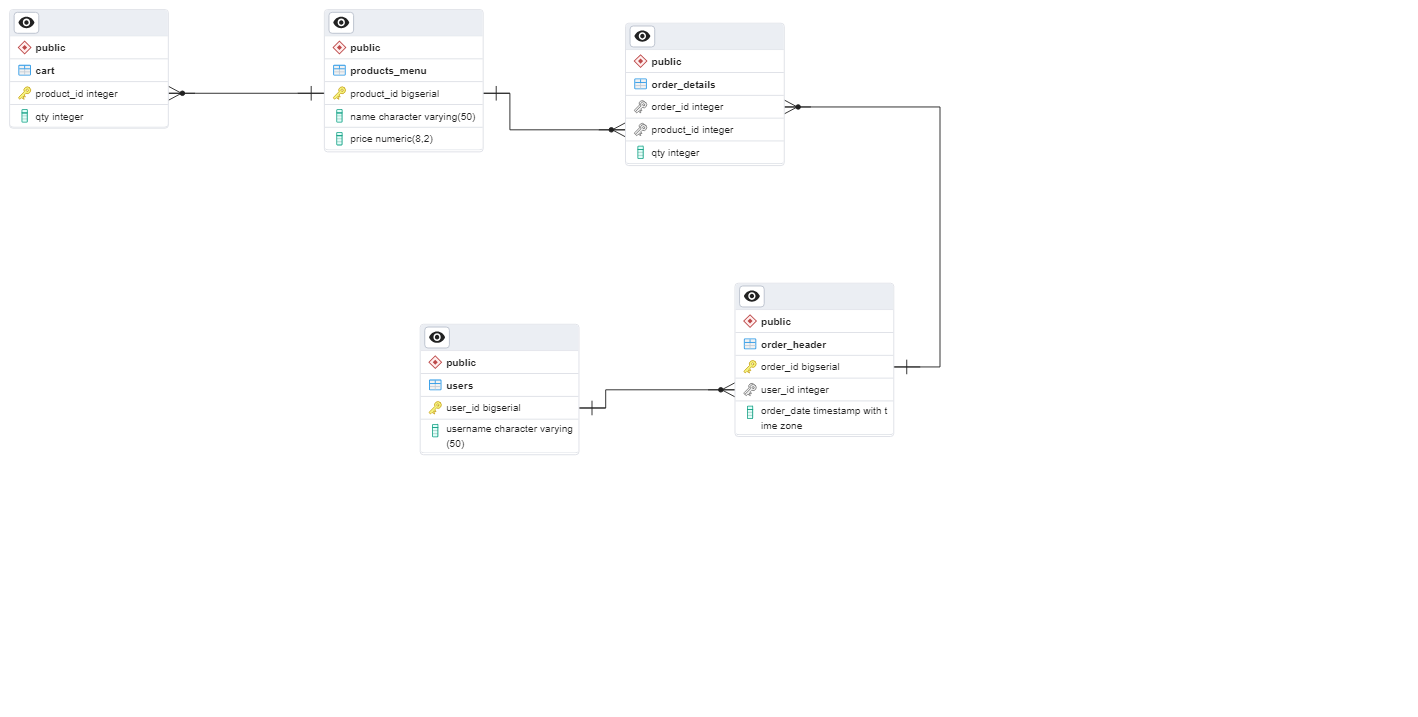 public
cart
product_id integer
qty integer
public
products_menu
product_id bigserial
name character varying(50)
price numeric(8,2)
public
order_details
order_id integer
product_id integer
qty integer
public
users
user_id bigserial
username character varying
(50)
public
order_header
order_id bigserial
user_id integer
order_date timestamp with t
ime zone